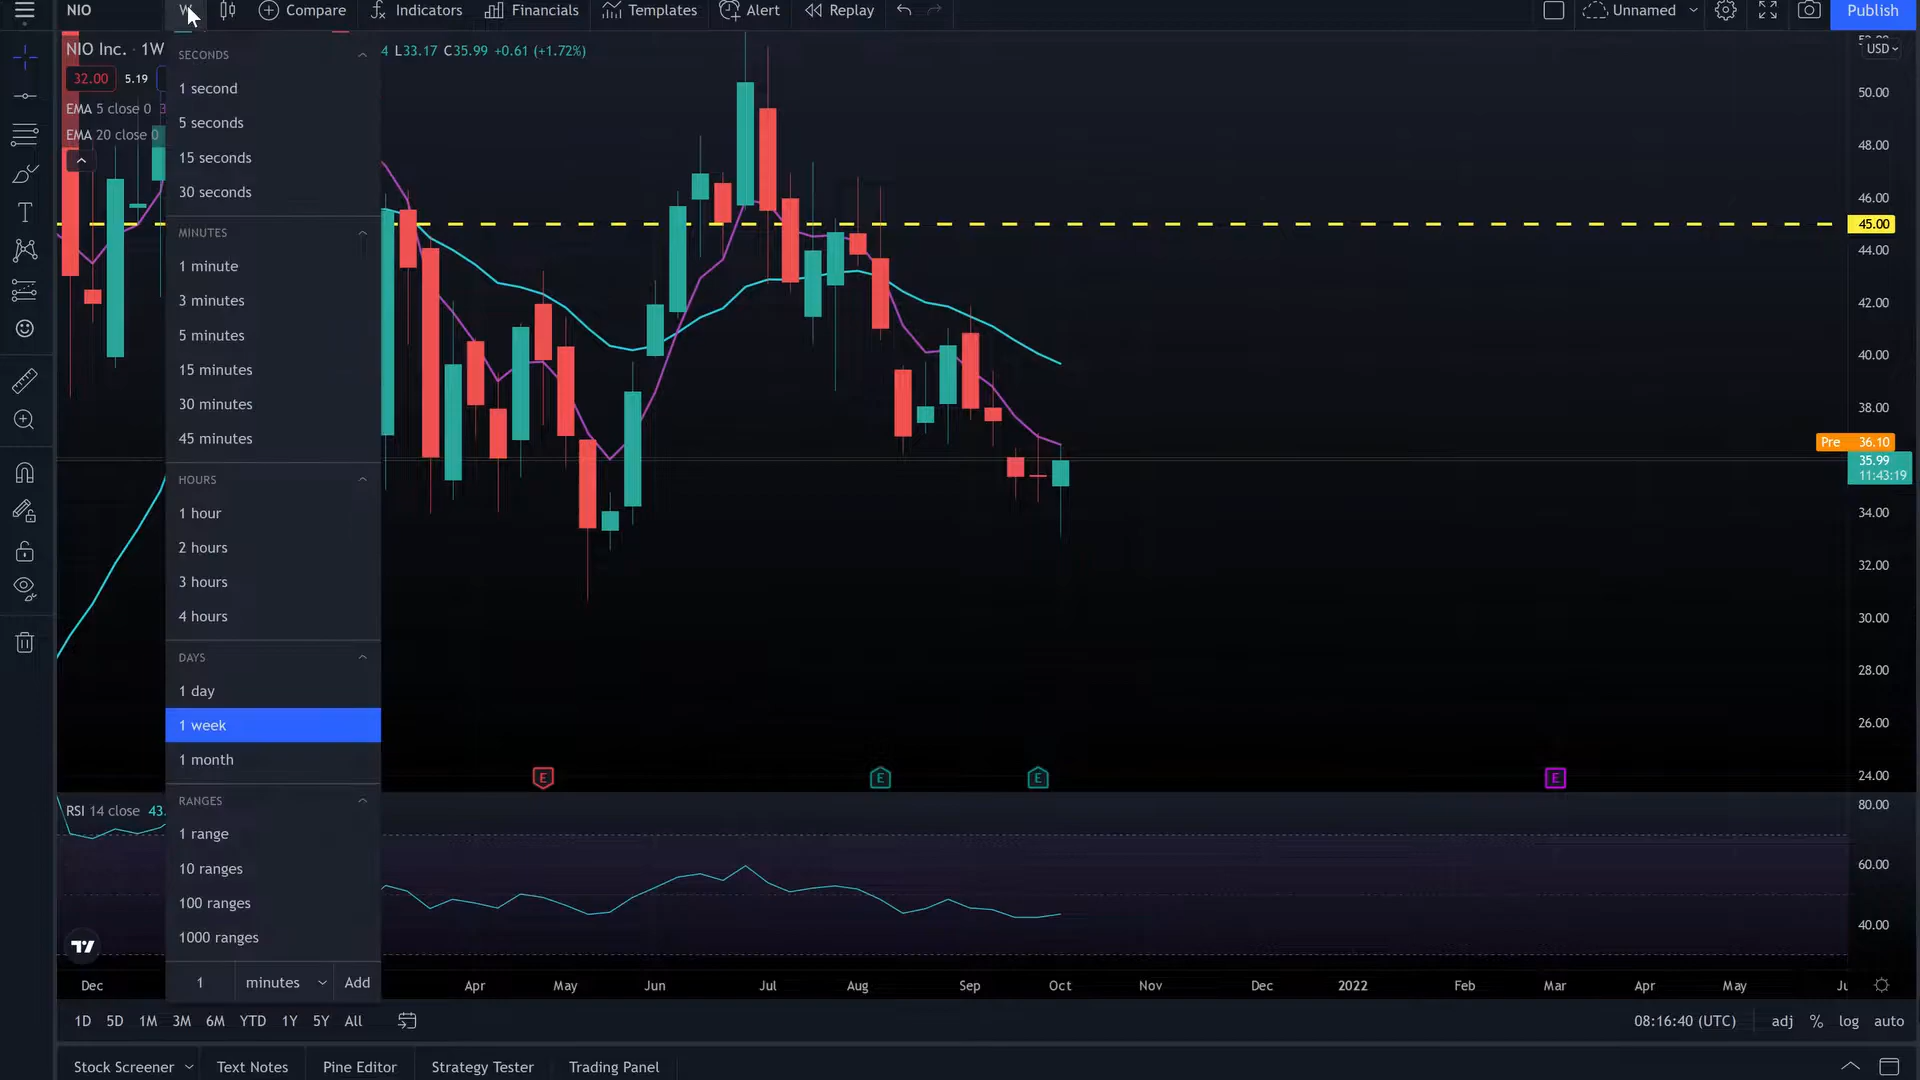 NIO
W
Compare
Indicators
Financials
Templates
Alert
Replay
Unnamed
Publish
NIO Inc. · 1W
4 L33.17 C35.99 +0.61 (+1.72%)
USD
32.00 5.19
EMA 5 close 0 3
EMA 20 close 0
SECONDS
1 second
5 seconds
15 seconds
30 seconds
MINUTES
1 minute
3 minutes
5 minutes
15 minutes
30 minutes
45 minutes
HOURS
1 hour
2 hours
3 hours
4 hours
DAYS
1 day
1 week
1 month
RANGES
1 range
10 ranges
100 ranges
1000 ranges
1 minutes Add
50.00
48.00
46.00
45.00
44.00
42.00
40.00
38.00
Pre 36.10
35.99
11:43:19
34.00
32.00
30.00
28.00
26.00
24.00
E E E E
RSI 14 close 43.
80.00
60.00
40.00
Dec Apr May Jun Jul Aug Sep Oct Nov Dec 2022 Feb Mar Apr May
1D 5D 1M 3M 6M YTD 1Y 5Y All
08:16:40 (UTC) adj % log auto
Stock Screener Text Notes Pine Editor Strategy Tester Trading Panel